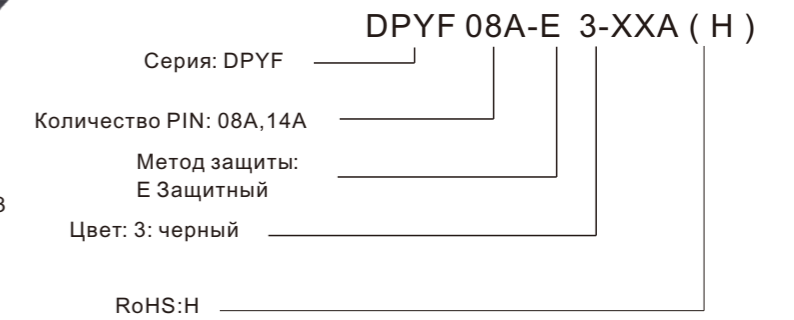 DPYF 08A-E 3-XXA ( H )
Серия: DPYF
Количество PIN: 08A,14A
Метод защиты:
E Защитный
Цвет: 3: черный
RoHS:H